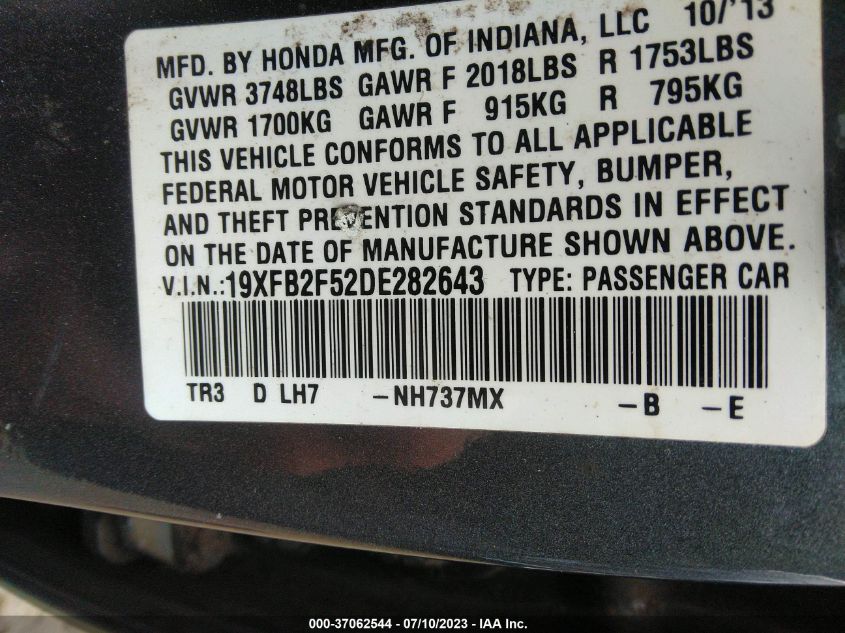 MFD. BY HONDA MFG. OF INDIANA, LLC 10/'13
GVWR 3748LBS GAWR F 2018LBS R 1753LBS
GVWR 1700KG GAWR F 915KG R 795KG
THIS VEHICLE CONFORMS TO ALL APPLICABLE
FEDERAL MOTOR VEHICLE SAFETY, BUMPER,
AND THEFT PREVENTION STANDARDS IN EFFECT
ON THE DATE OF MANUFACTURE SHOWN ABOVE.
V.I.N.:19XFB2F52DE282643 TYPE: PASSENGER CAR
TR3 D LH7 -NH737MX -B -E
000-37062544 - 07/10/2023 - IAA Inc.